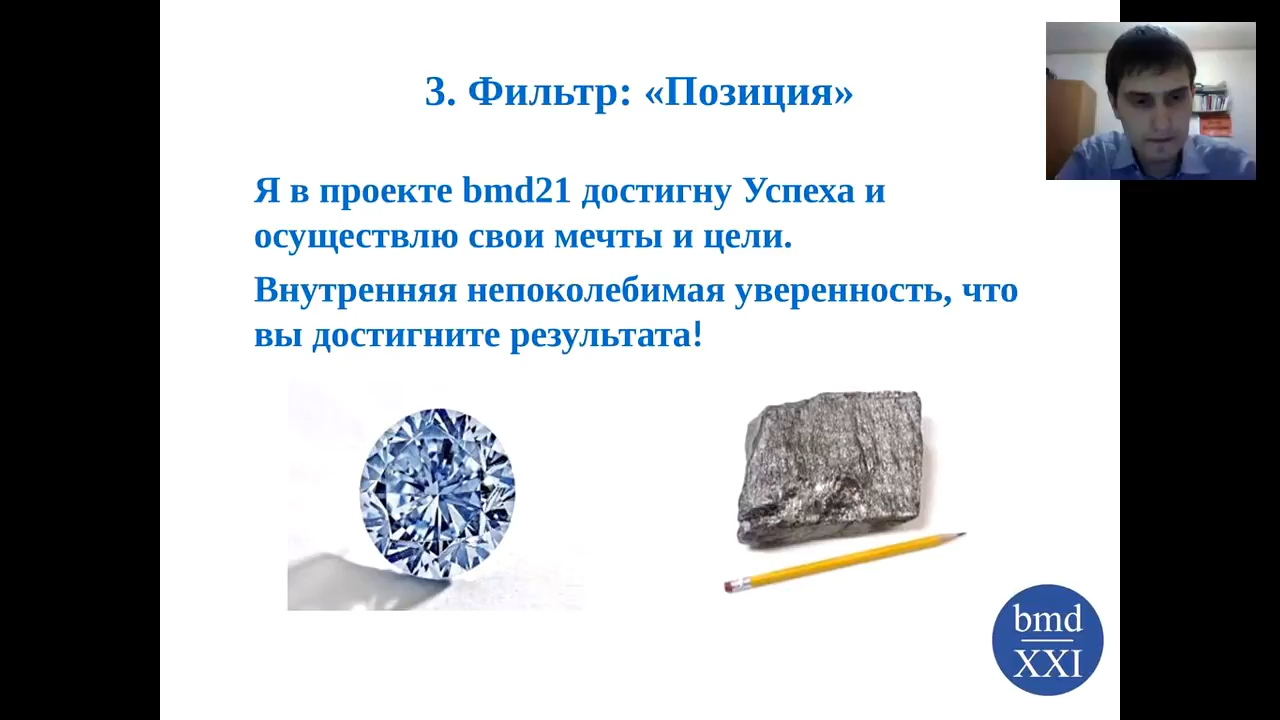 3. Фильтр: «Позиция»
Я в проекте bmd21 достигну Успеха и
осуществлю свои мечты и цели.
Внутренняя непоколебимая уверенность, что
вы достигните результата!
bmd
XXI